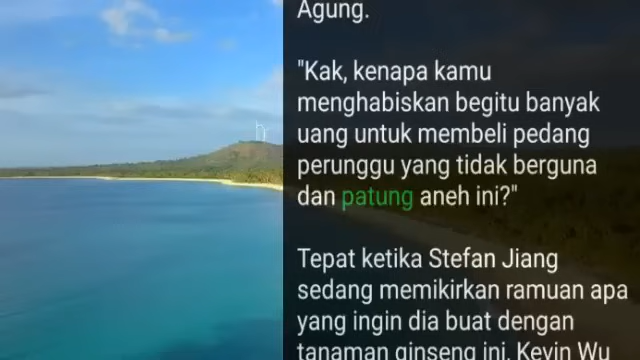 Agung.
"Kak, kenapa kamu
menghabiskan begitu banyak
uang untuk membeli pedang
perunggu yang tidak berguna
dan patung aneh ini?"
Tepat ketika Stefan Jiang
sedang memikirkan ramuan apa
yang ingin dia buat dengan
tanaman ginseng ini, Kevin Wu